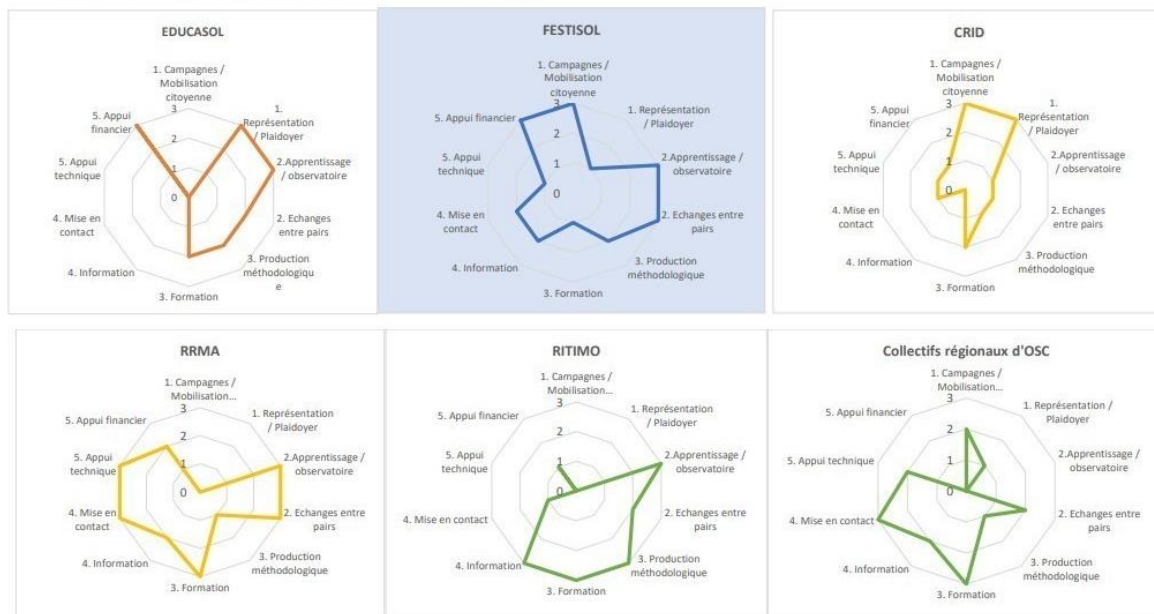 EDUCASOL
1. Campagnes /
Mobilisation
citoyenne
1.
Représentation
/ Plaidoyer
2.Apprentissage
/ observatoire
2. Echanges
entre pairs
3. Production
méthodologiqu
e
3. Formation
4. Information
4. Mise en
contact
5. Appui
technique
5. Appui
financier
3
2
1
0
FESTISOL
1. Campagnes /
Mobilisation
citoyenne
1.
Représentation
/ Plaidoyer
2.Apprentissage /
observatoire
2. Echanges
entre pairs
3. Production
méthodologique
3. Formation
4. Information
4. Mise en
contact
5. Appui
technique
5. Appui financier
3
2
1
0
CRID
1. Campagnes /
Mobilisation
citoyenne
1.
Représentation
/ Plaidoyer
2.Apprentissage
/ observatoire
2. Echanges
entre pairs
3. Production
méthodologique
3. Formation
4. Information
4. Mise en
contact
5. Appui
technique
5. Appui
financier
3
2
1
0
RRMA
1. Campagnes /
Mobilisation...
1. Représentation
/ Plaidoyer
2.Apprentissage /
observatoire
2. Echanges entre
pairs
3. Production
méthodologique
3. Formation
4. Information
4. Mise en
contact
5. Appui
technique
5. Appui financier
3
2
1
0
RITIMO
1. Campagnes /
Mobilisation...
1. Représentation
/ Plaidoyer
2.Apprentissage /
observatoire
2. Echanges entre
pairs
3. Production
méthodologique
3. Formation
4. Information
4. Mise en contact
5. Appui
technique
5. Appui financier
3
2
1
0
Collectifs régionaux d'OSC
1. Campagnes /
Mobilisation...
1. Représentation
/ Plaidoyer
2.Apprentissage /
observatoire
2. Echanges entre
pairs
3. Production
méthodologique
3. Formation
4. Information
4. Mise en contact
5. Appui technique
5. Appui financier
3
2
1
0